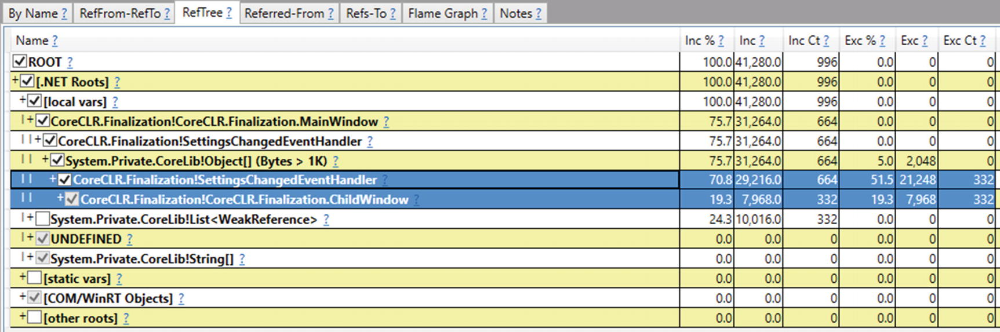 By Name ? RefFrom-RefTo ? RefTree ? Referred-From ? Refs-To ? Flame Graph ? Notes ?
Name ? Inc % ? Inc ? Inc Ct ? Exc % ? Exc ? Exc Ct ?
ROOT ? 100.0 41,280.0 996 0.0 0 0
+ [.NET Roots] ? 100.0 41,280.0 996 0.0 0 0
+ [local vars] ? 100.0 41,280.0 996 0.0 0 0
|+ CoreCLR.Finalization!CoreCLR.Finalization.MainWindow ? 75.7 31,264.0 664 0.0 0 0
||+ CoreCLR.Finalization!SettingsChangedEventHandler ? 75.7 31,264.0 664 0.0 0 0
|| + System.Private.CoreLib!Object[] (Bytes > 1K) ? 75.7 31,264.0 664 5.0 2,048 0
|| + CoreCLR.Finalization!SettingsChangedEventHandler ? 70.8 29,216.0 664 51.5 21,248 332
|| + CoreCLR.Finalization!CoreCLR.Finalization.ChildWindow ? 19.3 7,968.0 332 19.3 7,968 332
|+ System.Private.CoreLib!List<WeakReference> ? 24.3 10,016.0 332 0.0 0 0
|+ UNDEFINED ? 0.0 0.0 0 0.0 0 0
|+ System.Private.CoreLib!String[] ? 0.0 0.0 0 0.0 0 0
+ [static vars] ? 0.0 0.0 0 0.0 0 0
+ [COM/WinRT Objects] ? 0.0 0.0 0 0.0 0 0
+ [other roots] ? 0.0 0.0 0 0.0 0 0